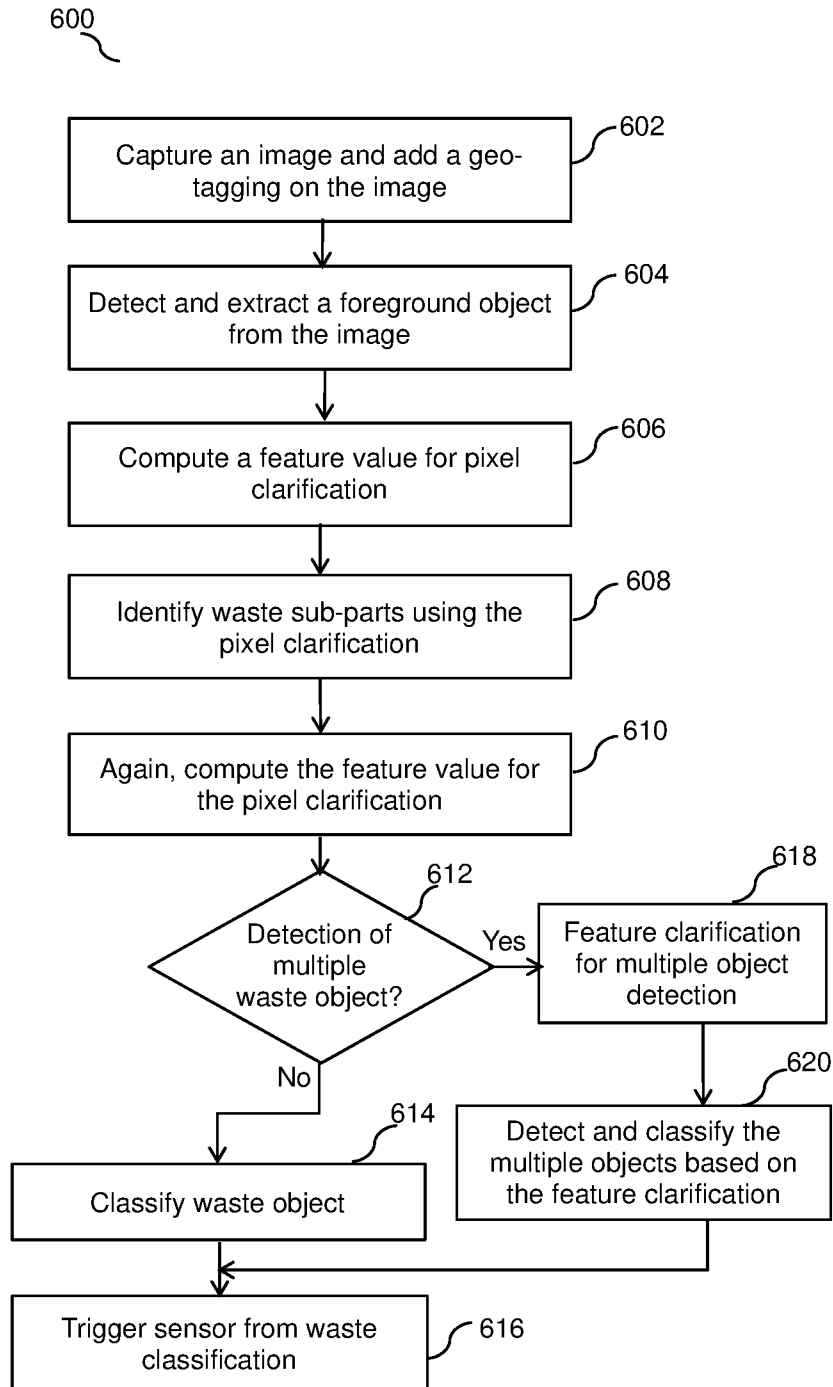 600
602
Capture an image and add a geo-
tagging on the image
604
Detect and extract a foreground object
from the image
606
Compute a feature value for pixel
clarification
608
Identify waste sub-parts using the
pixel clarification
610
Again, compute the feature value for
the pixel clarification
612
Detection of
multiple
waste object?
Yes
618
Feature clarification
for multiple object
detection
No
620
Detect and classify the
multiple objects based on
the feature clarification
614
Classify waste object
616
Trigger sensor from waste
classification